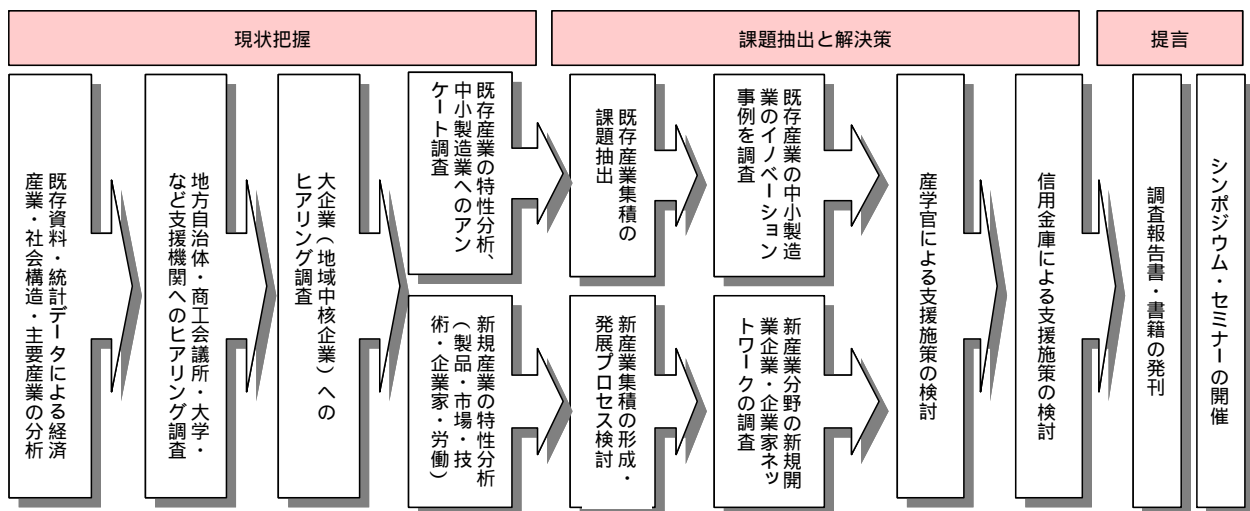 現状把握
課題抽出と解決策
提言
既存資料・統計データによる経済
産業・社会構造・主要産業の分析
地方自治体・商工会議所・大学・
など支援機関へのヒアリング調査
大企業(地域中核企業)への
ヒアリング調査
既存産業の特性分析、
中小製造業へのアン
ケート調査
新規産業の特性分析
(製品・市場・技
術・企業家・労働)
既存産業集積の
課題抽出
新産業集積の形成・
発展プロセス検討
既存産業の中小製造
業のイノベーション
事例を調査
新産業分野の新規開
業企業・企業家ネッ
トワークの調査
産学官による支援施策の検討
信用金庫による支援施策の検討
調査報告書・書籍の発刊
シンポジウム・セミナーの開催